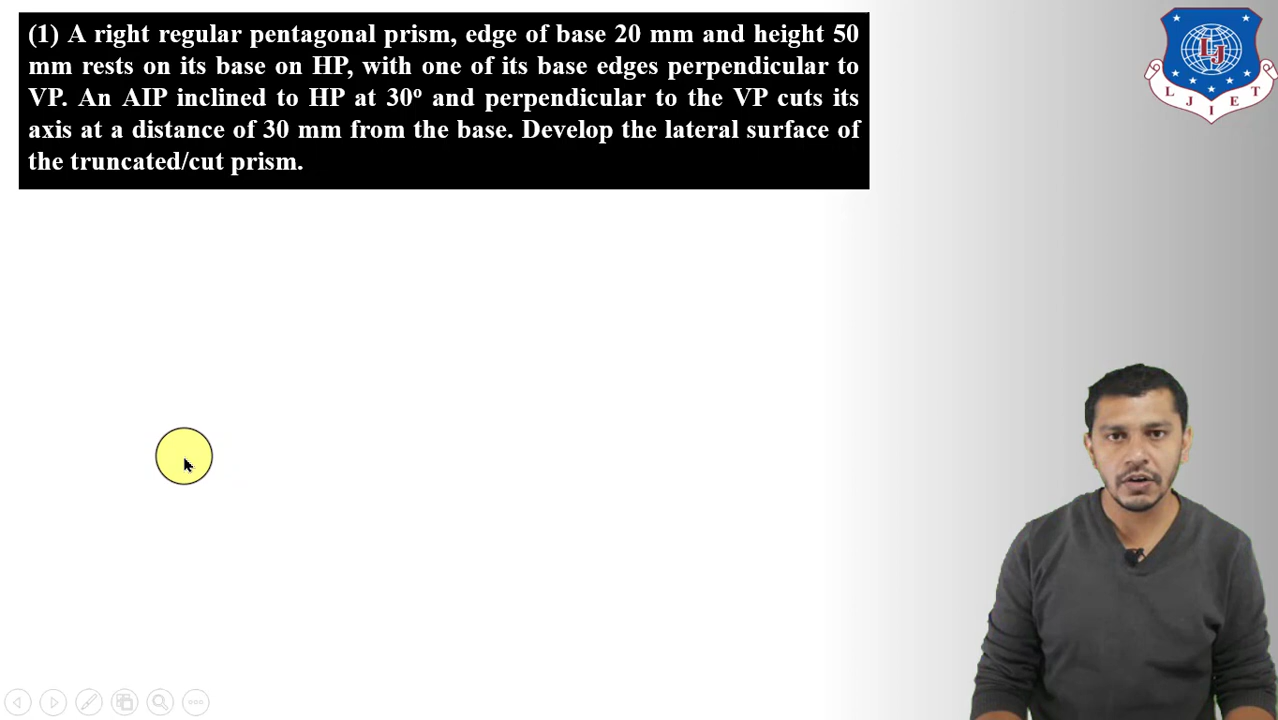 (1) A right regular pentagonal prism, edge of base 20 mm and height 50
mm rests on its base on HP, with one of its base edges perpendicular to
VP. An AIP inclined to HP at 30º and perpendicular to the VP cuts its
axis at a distance of 30 mm from the base. Develop the lateral surface of
the truncated/cut prism.
LJ
L J I E T